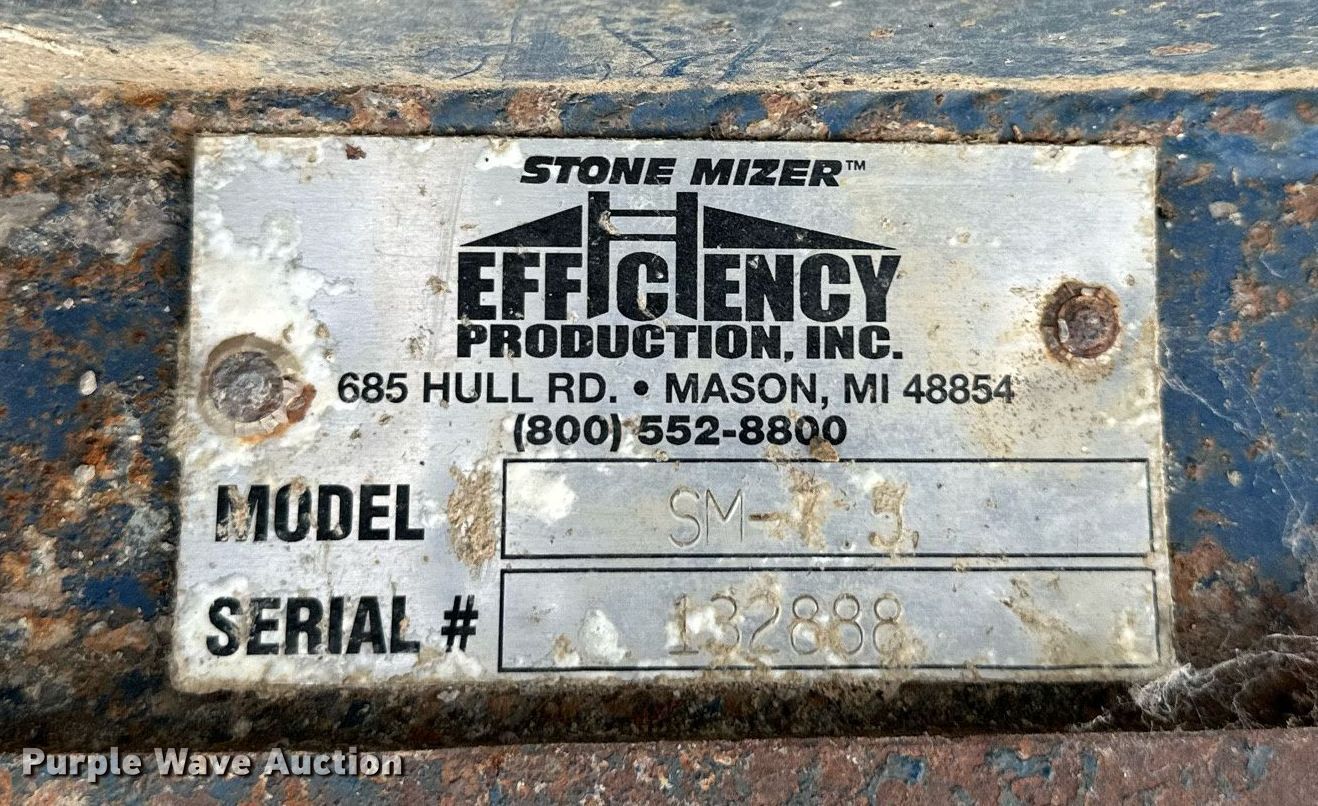 STONE MIZER™
EFFICIENCY
PRODUCTION, INC.
685 HULL RD. • MASON, MI 48854
(800) 552-8800
MODEL
SERIAL # 132888
Purple Wave Auction